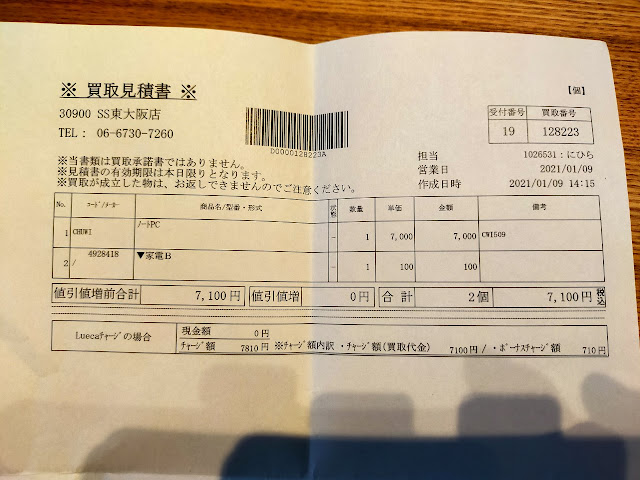 ※ 買取見積書 ※
【個】
30900 SS東大阪店
TEL： 06-6730-7260
D0000128223A
受付番号 買取番号
19 128223
※当書類は買取承諾書ではありません。
※見積書の有効期限は本日限りとなります。
※買取が成立した物は、お返しできませんのでご注意ください。
担当 1026531：にひら
営業日 2021/01/09
作成日時 2021/01/09 14:15
No. コード/メーカー 商品名/型番・形式 状態 数量 単価 金額 備考
1 CHUWI ノートPC － 1 7,000 7,000 CWI509
2 4928418 / ▼家電B － 1 100 100
値引値増前合計 7,100円 値引値増 0円 合計 2個 7,100円 税込
Luecaチャージの場合
現金額 0円
チャージ額 7810円 ※チャージ額内訳 ・チャージ額(買取代金) 7100円 / ・ボーナスチャージ額 710円